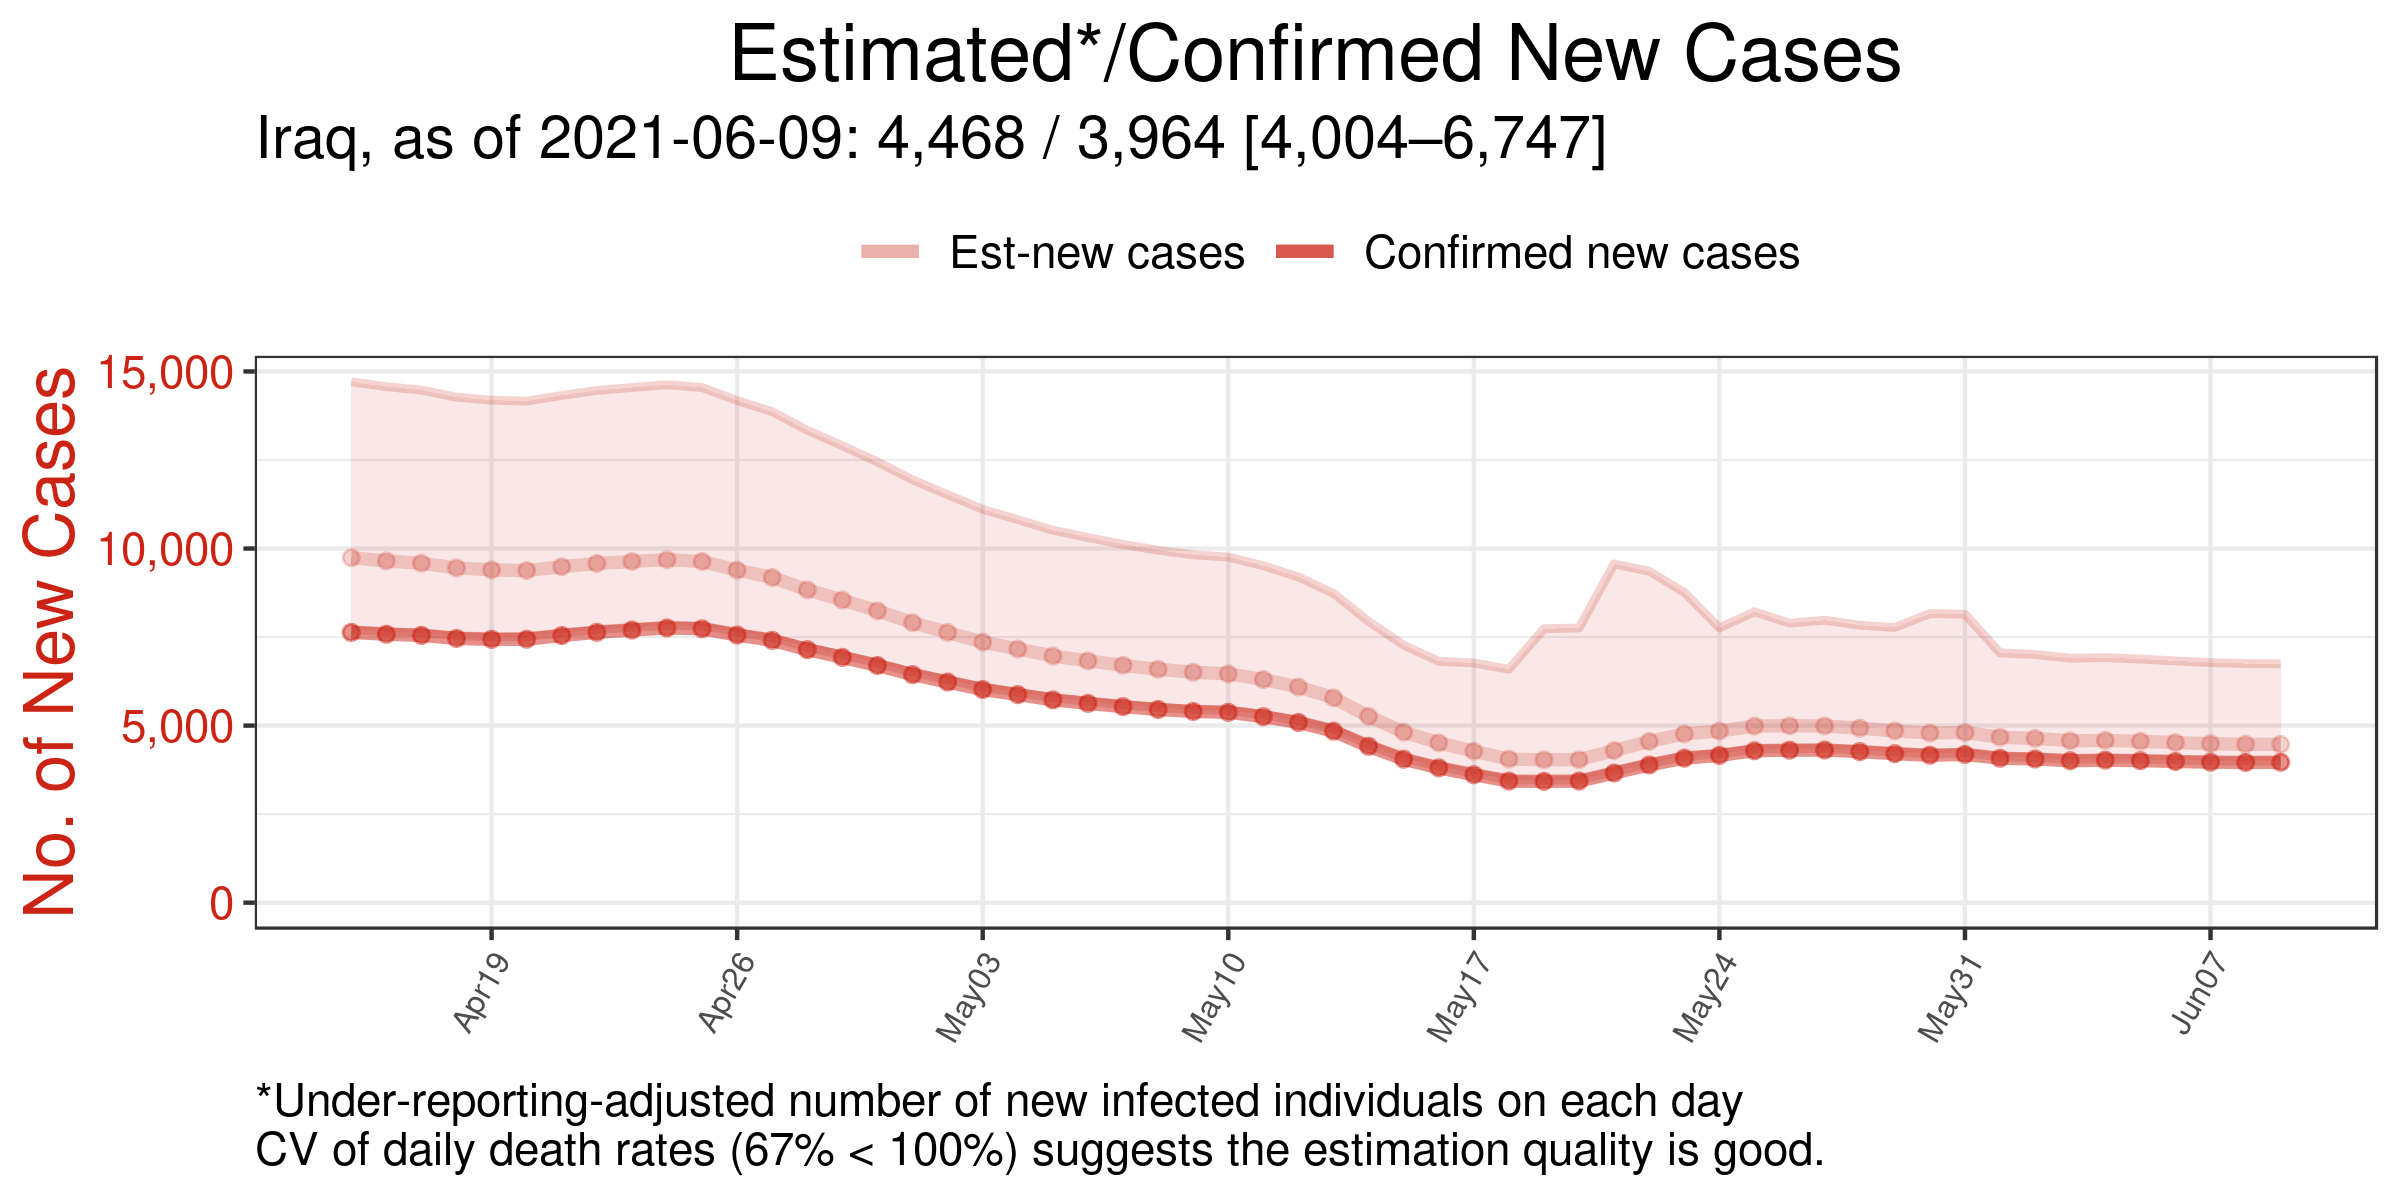 Estimated*/Confirmed New Cases
Iraq, as of 2021-06-09: 4,468 / 3,964 [4,004–6,747]
Est-new cases Confirmed new cases
No. of New Cases
15,000
10,000
5,000
0
Apr19 Apr26 May03 May10 May17 May24 May31 Jun07
*Under-reporting-adjusted number of new infected individuals on each day
CV of daily death rates (67% < 100%) suggests the estimation quality is good.